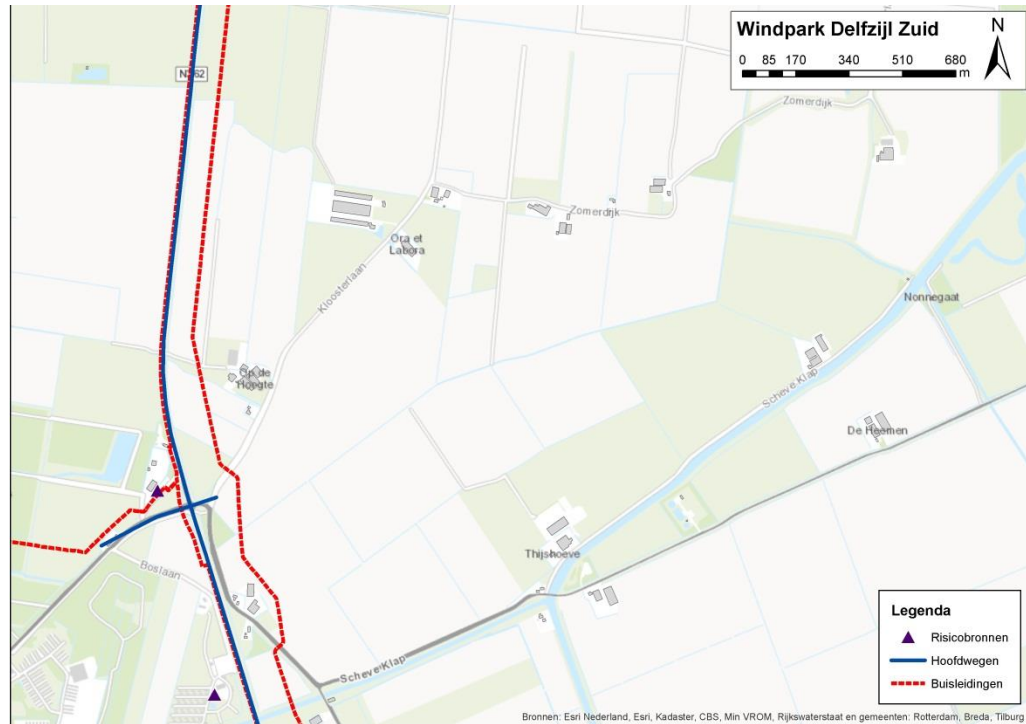 Windpark Delfzijl Zuid
N
0 85 170 340 510 680
m
N362
Zomerdijk
Zomerdijk
Ora et
Labora
Kloosterlaan
Nonnegaat
Op de
Hoogte
Scheve Klap
De Heemen
Thijshoeve
Boslaan
Scheve Klap
Legenda
Risicobronnen
Hoofdwegen
Buisleidingen
Bronnen: Esri Nederland, Esri, Kadaster, CBS, Min VROM, Rijkswaterstaat en gemeenten: Rotterdam, Breda, Tilburg